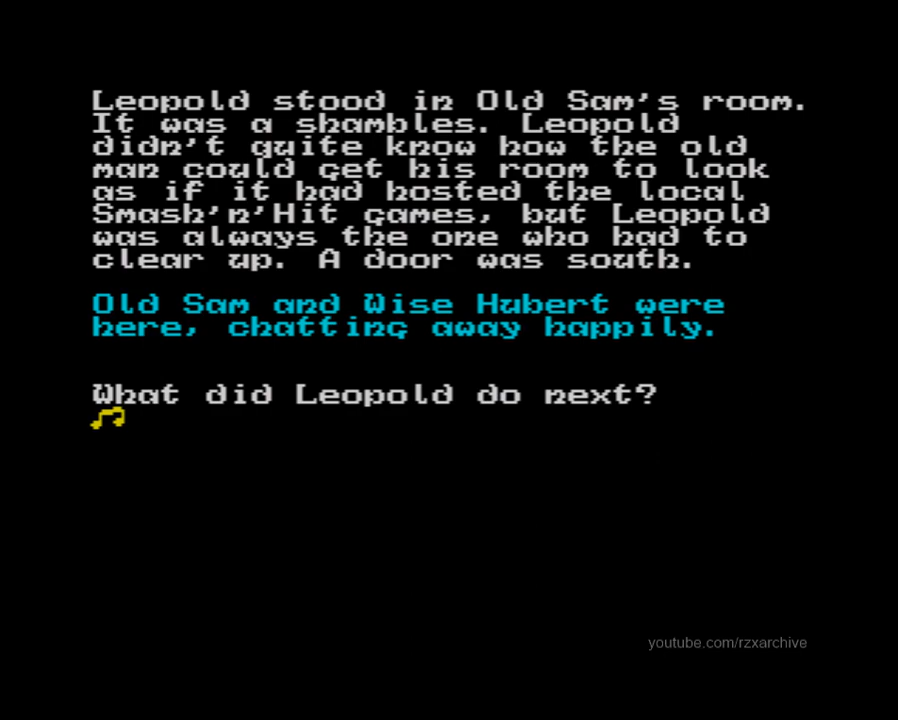 Leopold stood in Old Sam's room.
It was a shambles. Leopold
didn't quite know how the old
man could get his room to look
as if it had hosted the local
Smash'n'Hit games, but Leopold
was always the one who had to
clear up. A door was south.
Old Sam and Wise Hubert were
here, chatting away happily.
What did Leopold do next?
youtube.com/rzxarchive